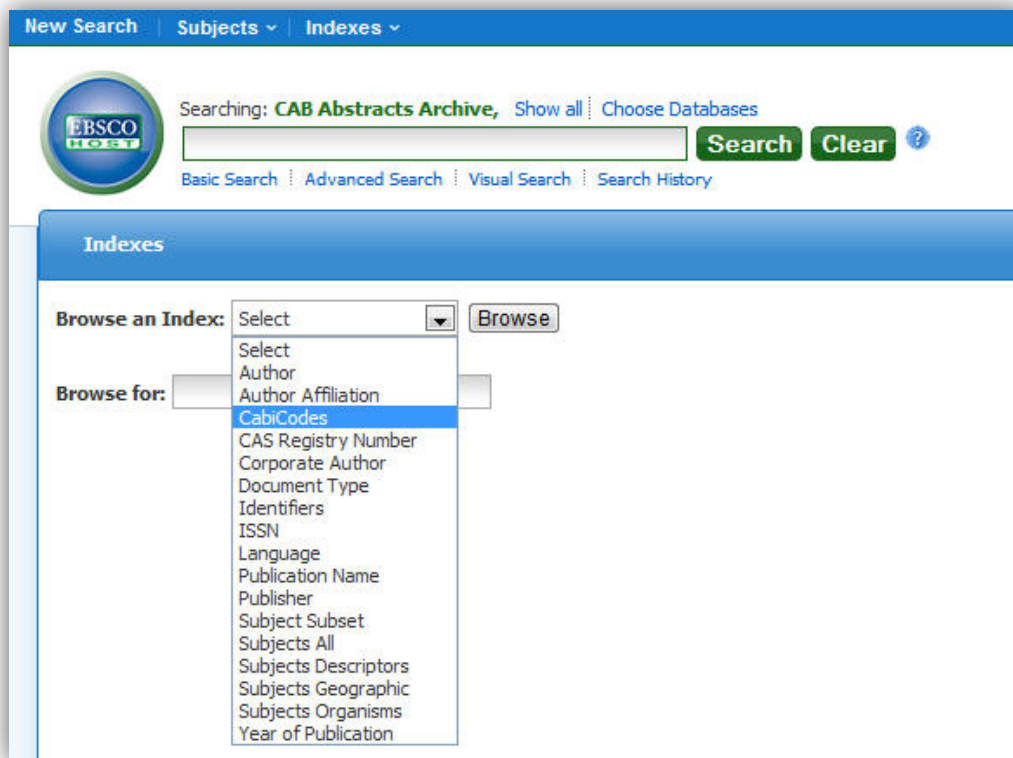 New Search Subjects Indexes
Searching: CAB Abstracts Archive, Show all Choose Databases
EBSCO
HOST
Search Clear ?
Basic Search Advanced Search Visual Search Search History
Indexes
Browse an Index: Select Browse
Select
Author
Browse for:
Author Affiliation
CabiCodes
CAS Registry Number
Corporate Author
Document Type
Identifiers
ISSN
Language
Publication Name
Publisher
Subject Subset
Subjects All
Subjects Descriptors
Subjects Geographic
Subjects Organisms
Year of Publication